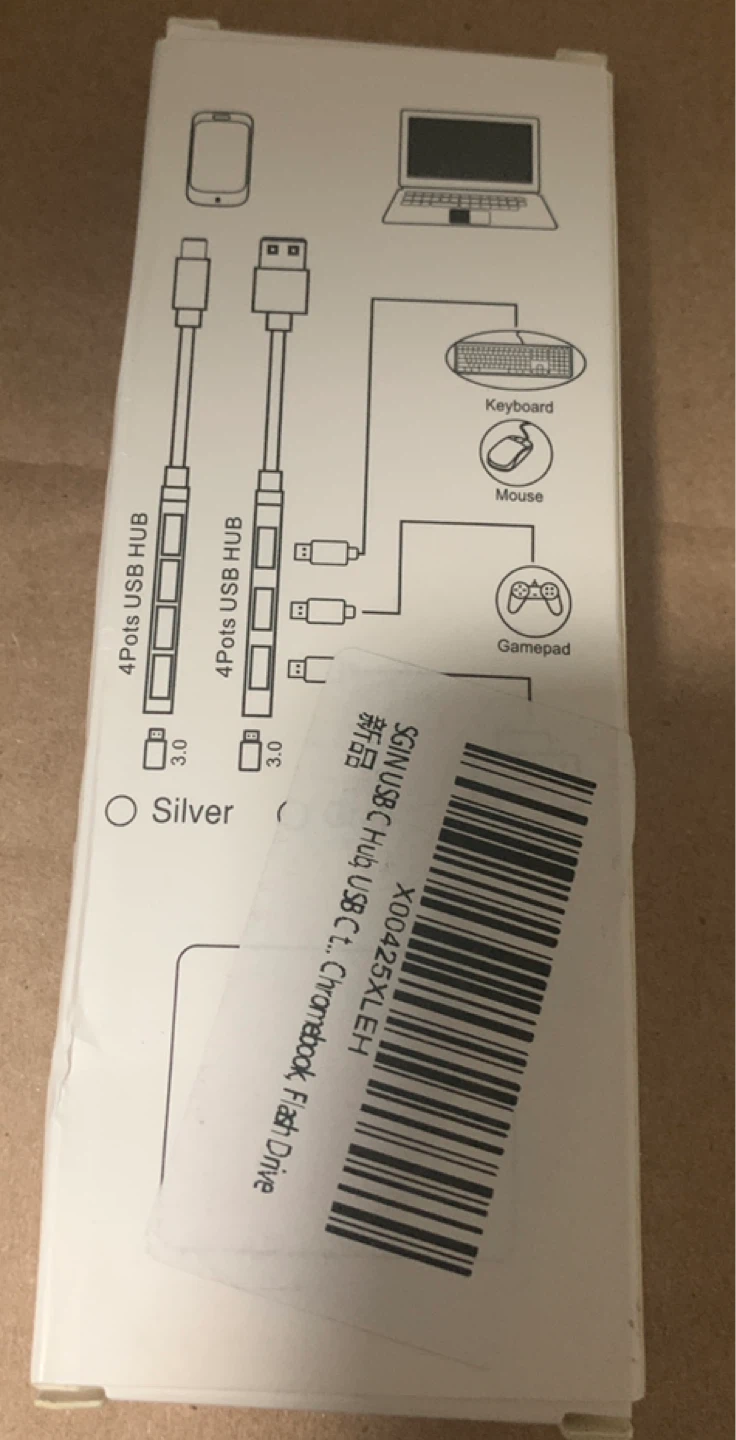 Keyboard
Mouse
Gamepad
4Pots USB HUB
4Pots USB HUB
3.0
3.0
Silver
X00425XLEH
SGIN USB C Hub, USB C t... Chromebook, Flash Drive
新品